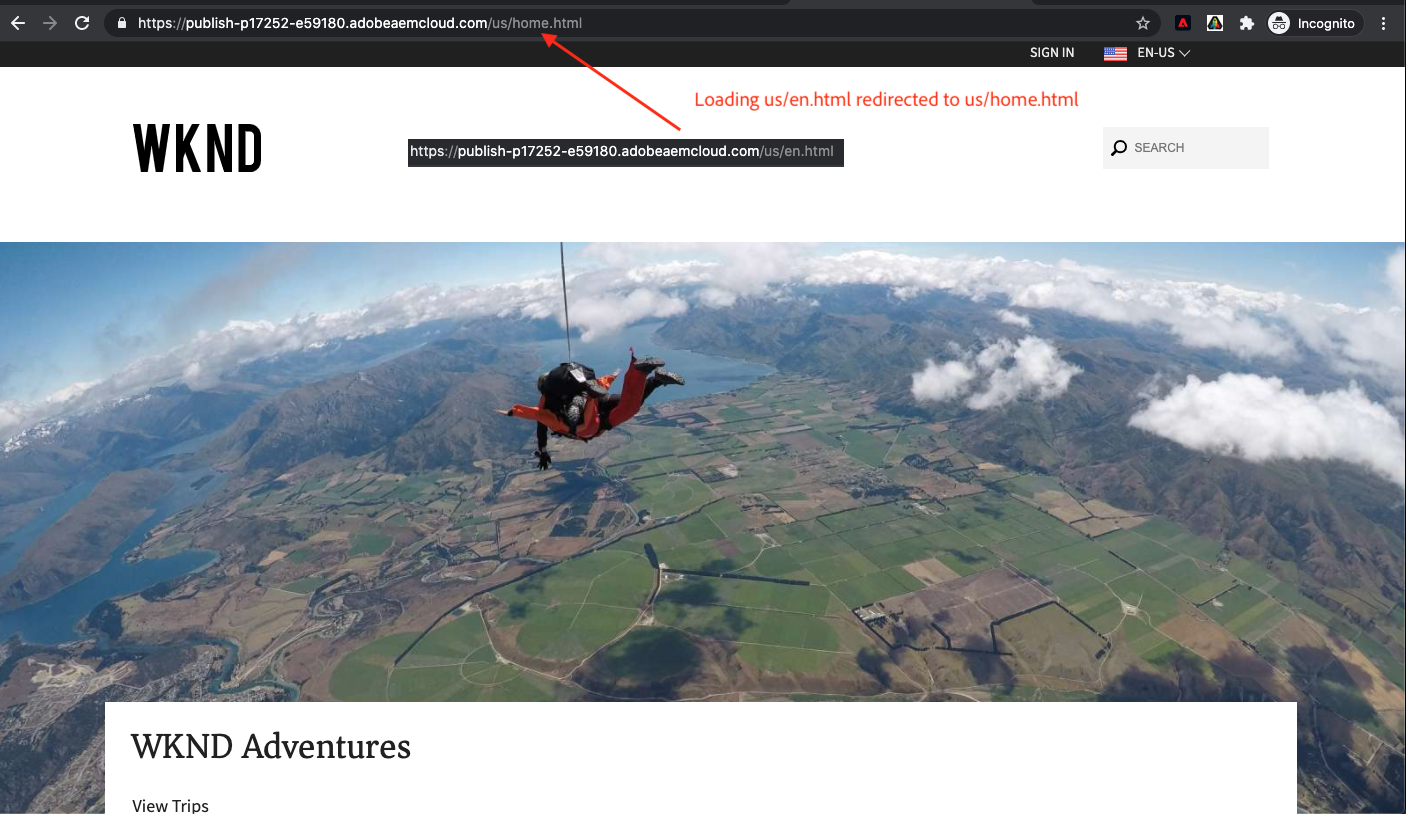 https://publish-p17252-e59180.adobeaemcloud.com/us/home.html
Incognito
SIGN IN
EN-US
Loading us/en.html redirected to us/home.html
WKND
https://publish-p17252-e59180.adobeaemcloud.com/us/en.html
SEARCH
WKND Adventures
View Trips